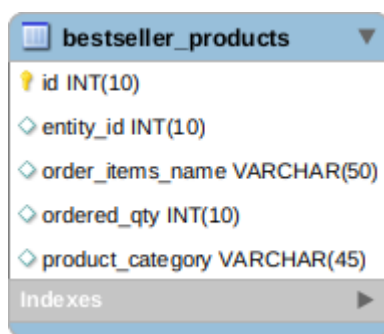 bestseller_products
id INT(10)
entity_id INT(10)
order_items_name VARCHAR(50)
ordered_qty INT(10)
product_category VARCHAR(45)
Indexes